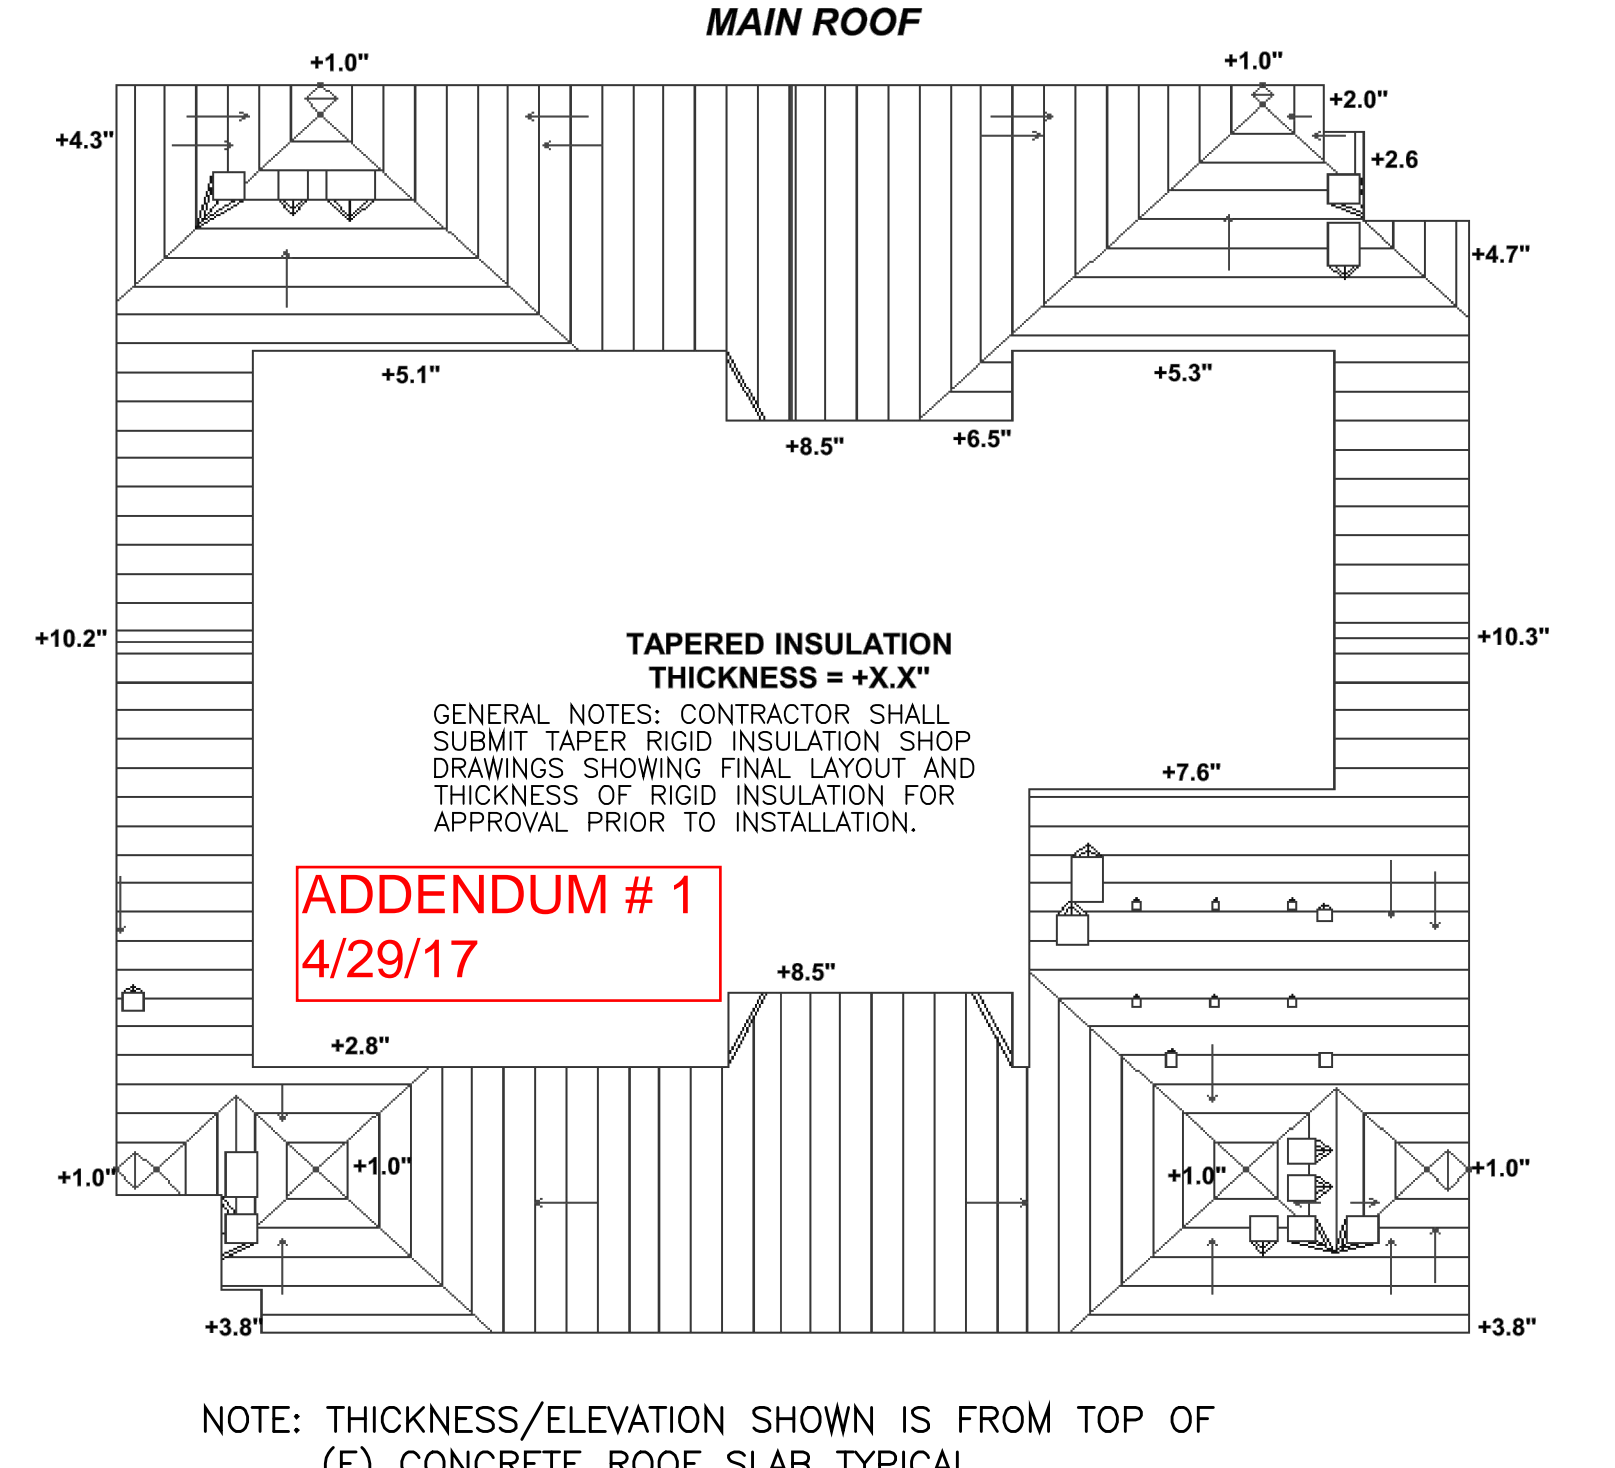 MAIN ROOF
+1.0"
+1.0"
+2.0"
+4.3"
+2.6
+4.7"
+5.1"
+5.3"
+8.5"
+6.5"
+10.2"
+10.3"
TAPERED INSULATION
THICKNESS = +X.X"
GENERAL NOTES: CONTRACTOR SHALL
SUBMIT TAPER RIGID INSULATION SHOP
DRAWINGS SHOWING FINAL LAYOUT AND
THICKNESS OF RIGID INSULATION FOR
APPROVAL PRIOR TO INSTALLATION.
+7.6"
ADDENDUM # 1
4/29/17
+8.5"
+2.8"
+1.0"
+1.0"
+1.0"
+1.0"
+3.8"
+3.8"
NOTE: THICKNESS/ELEVATION SHOWN IS FROM TOP OF
(E) CONCRETE ROOF SLAB TYPICAL